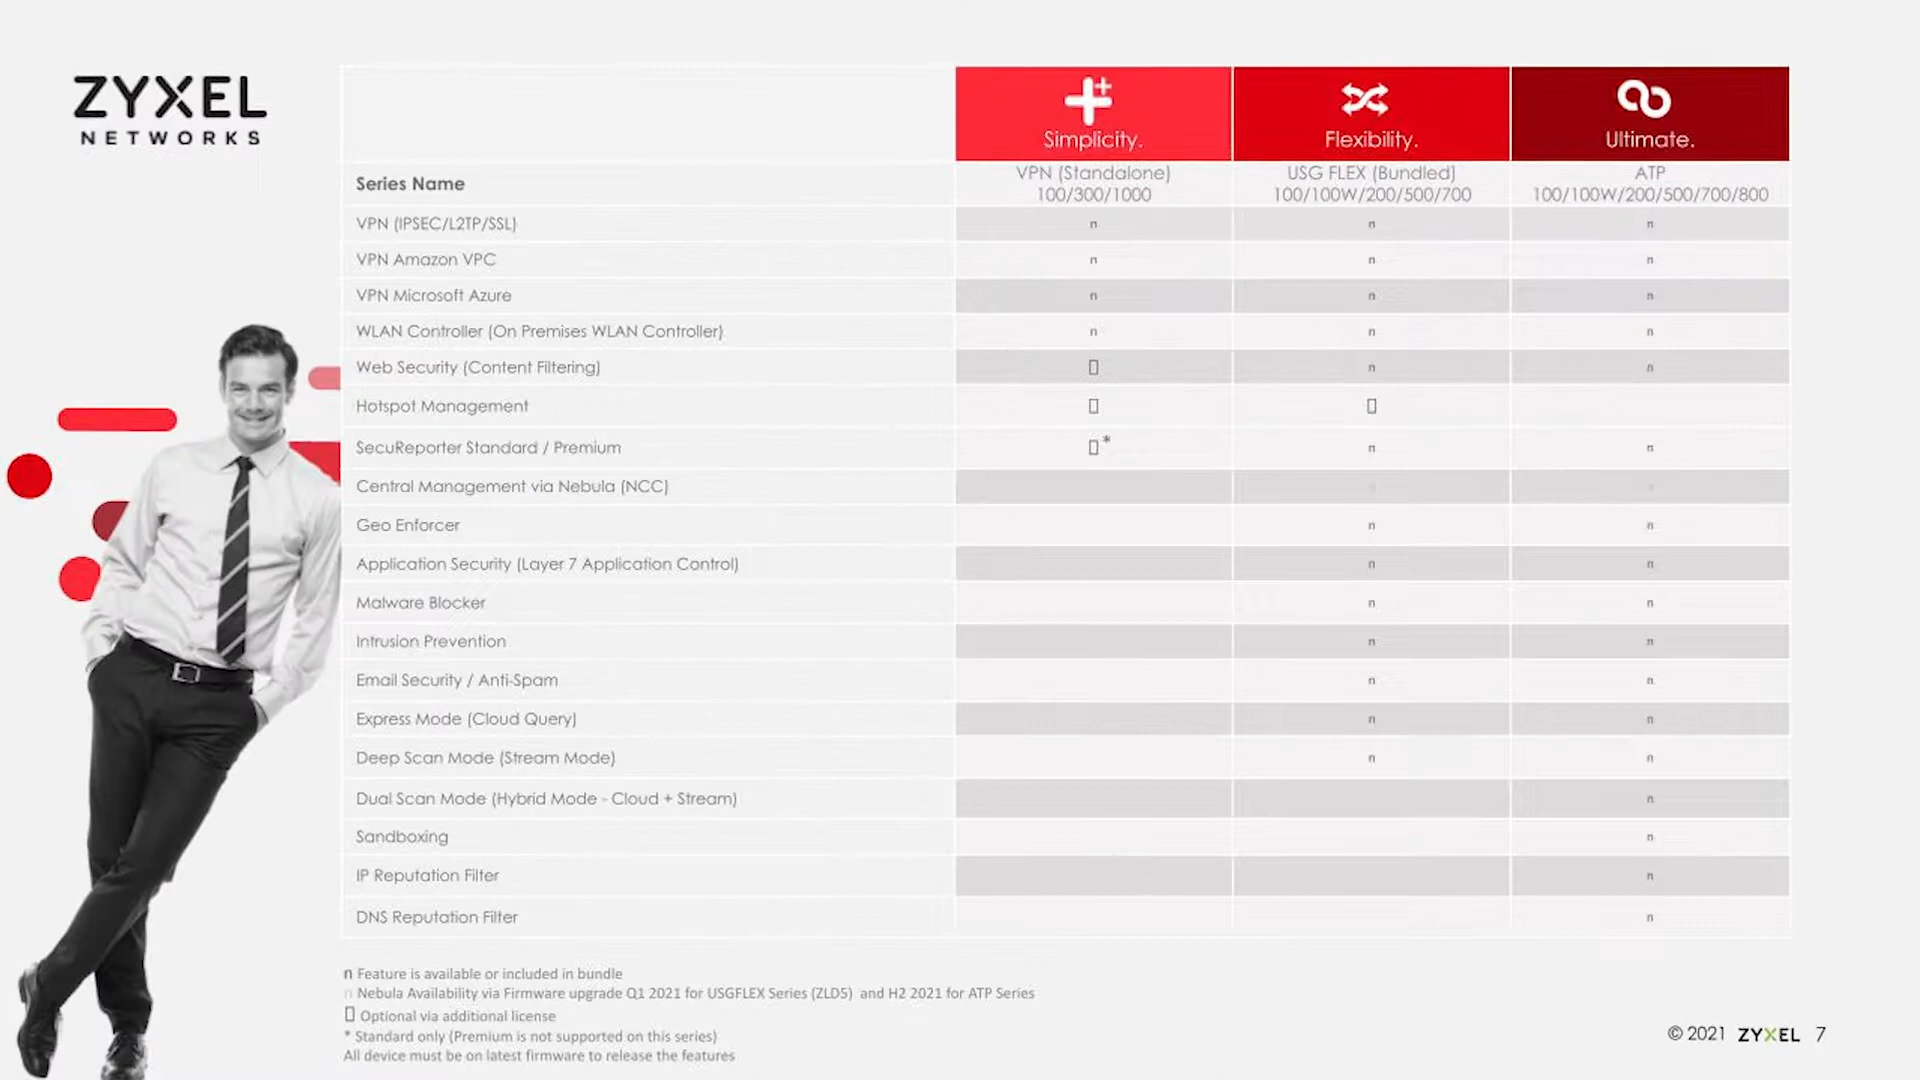 ZYXEL
NETWORKS
Simplicity.
Flexibility.
Ultimate.
Series Name
VPN (Standalone)
100/300/1000
USG FLEX (Bundled)
100/100W/200/500/700
ATP
100/100W/200/500/700/800
VPN (IPSEC/L2TP/SSL) n n n
VPN Amazon VPC n n n
VPN Microsoft Azure n n n
WLAN Controller (On Premises WLAN Controller) n n n
Web Security (Content Filtering) ▯ n n
Hotspot Management ▯ ▯
SecuReporter Standard / Premium ▯* n n
Central Management via Nebula (NCC) n n
Geo Enforcer n n
Application Security (Layer 7 Application Control) n n
Malware Blocker n n
Intrusion Prevention n n
Email Security / Anti-Spam n n
Express Mode (Cloud Query) n n
Deep Scan Mode (Stream Mode) n n
Dual Scan Mode (Hybrid Mode - Cloud + Stream) n
Sandboxing n
IP Reputation Filter n
DNS Reputation Filter n
n Feature is available or included in bundle
n Nebula Availability via Firmware upgrade Q1 2021 for USGFLEX Series (ZLD5) and H2 2021 for ATP Series
▯ Optional via additional license
* Standard only (Premium is not supported on this series)
All device must be on latest firmware to release the features
© 2021 ZYXEL 7